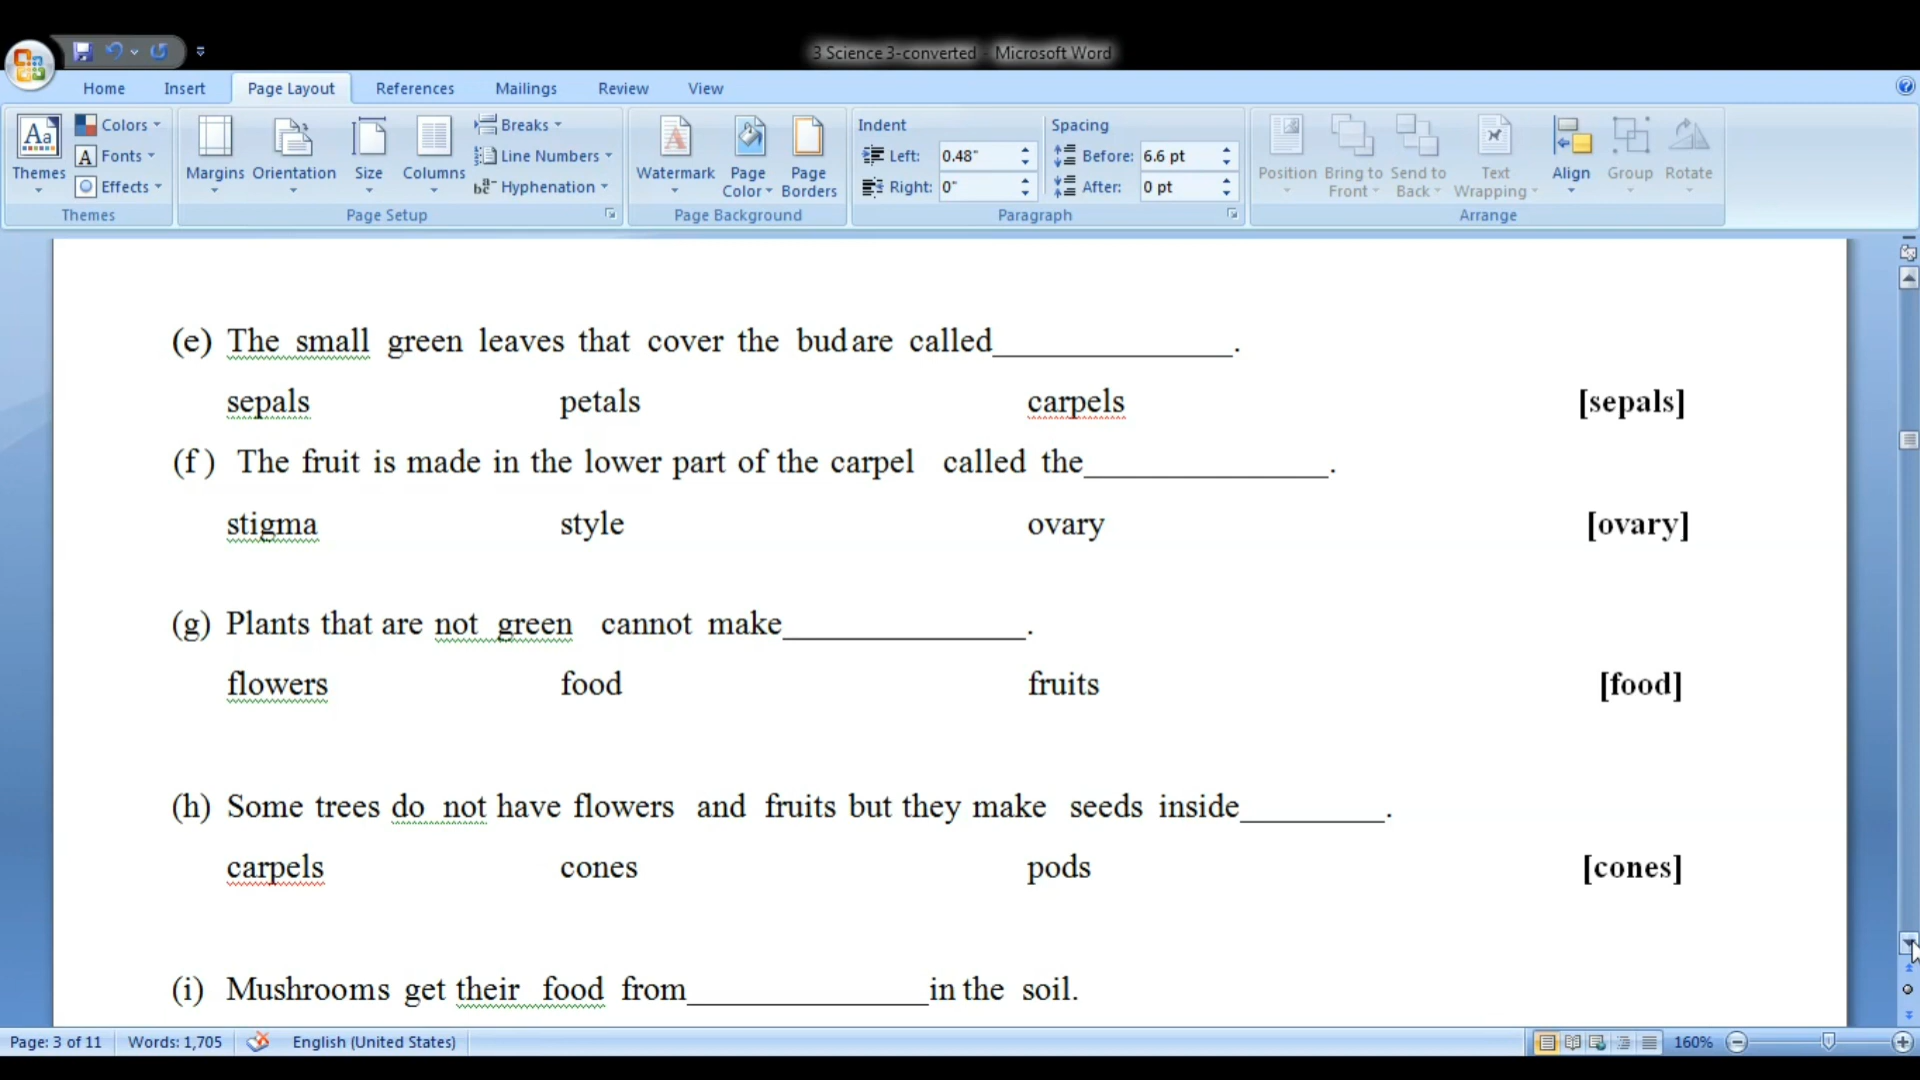 3 Science 3-converted - Microsoft Word
Home Insert Page Layout References Mailings Review View
Aa Themes Colors Fonts Effects Themes
Margins Orientation Size Columns Breaks Line Numbers Hyphenation Page Setup
Watermark Page Color Page Borders Page Background
Indent Left: 0.48" Right: 0" Spacing Before: 6.6 pt After: 0 pt Paragraph
Position Bring to Front Send to Back Text Wrapping Align Group Rotate Arrange
(e) The small green leaves that cover the bud are called_______________.
sepals petals carpels [sepals]
(f ) The fruit is made in the lower part of the carpel called the_______________.
stigma style ovary [ovary]
(g) Plants that are not green cannot make_______________.
flowers food fruits [food]
(h) Some trees do not have flowers and fruits but they make seeds inside_________.
carpels cones pods [cones]
(i) Mushrooms get their food from_______________in the soil.
Page: 3 of 11 Words: 1,705 English (United States) 160%